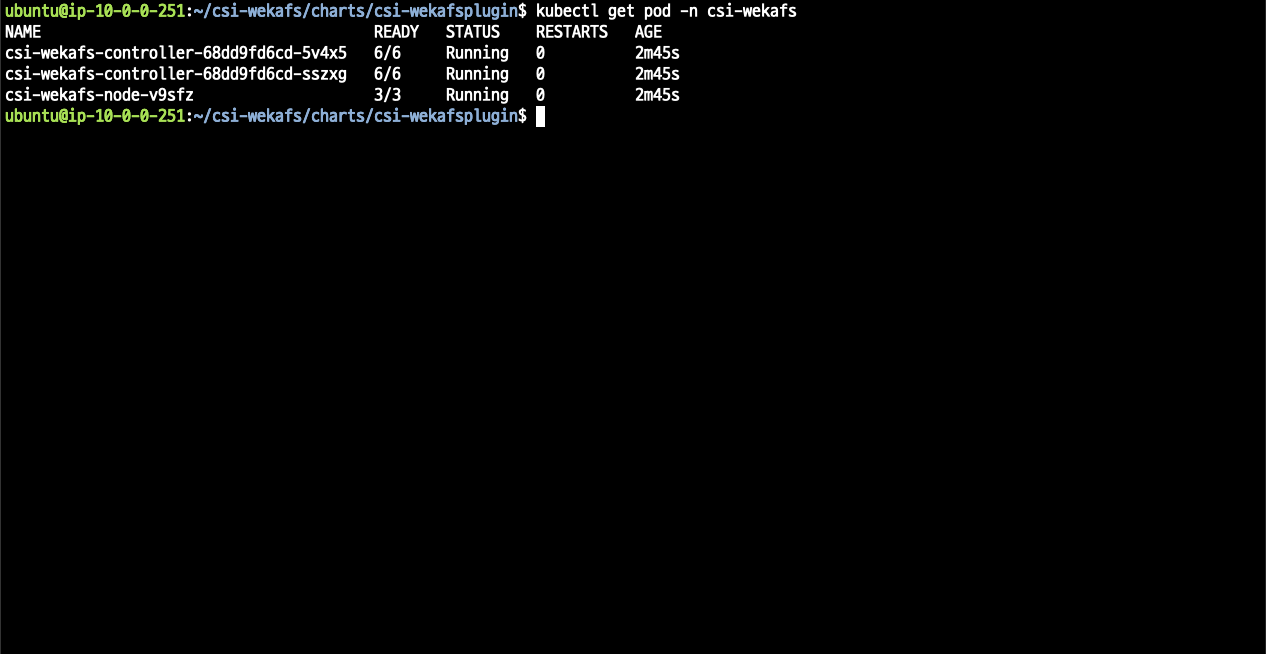 ubuntu@ip-10-0-0-251:~/csi-wekafs/charts/csi-wekafsplugin$ kubectl get pod -n csi-wekafs
NAME READY STATUS RESTARTS AGE
csi-wekafs-controller-68dd9fd6cd-5v4x5 6/6 Running 0 2m45s
csi-wekafs-controller-68dd9fd6cd-sszxg 6/6 Running 0 2m45s
csi-wekafs-node-v9sfz 3/3 Running 0 2m45s
ubuntu@ip-10-0-0-251:~/csi-wekafs/charts/csi-wekafsplugin$